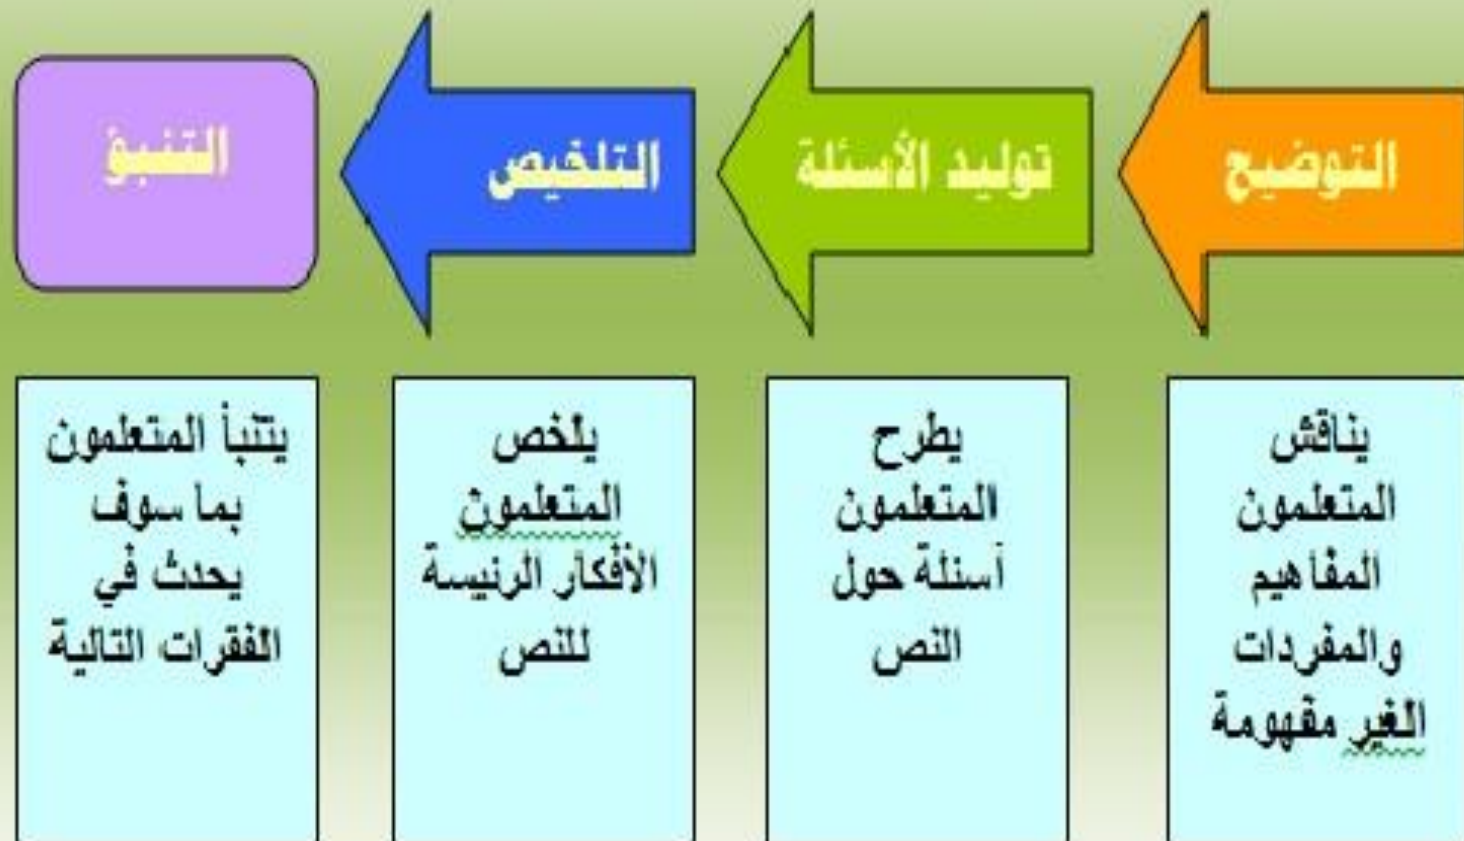 التوضيح
توليد الأسئلة
التلخيص
التنبؤ
يناقش
المتعلمون
المفاهيم
والمفردات
الغير مفهومة
يطرح
المتعلمون
أسئلة حول
النص
يلخص
المتعلمون
الأفكار الرئيسة
للنص
يتنبأ المتعلمون
بما سوف
يحدث في
الفقرات التالية